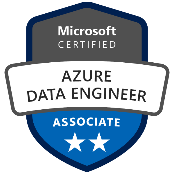 Microsoft
CERTIFIED
AZURE
DATA ENGINEER
ASSOCIATE